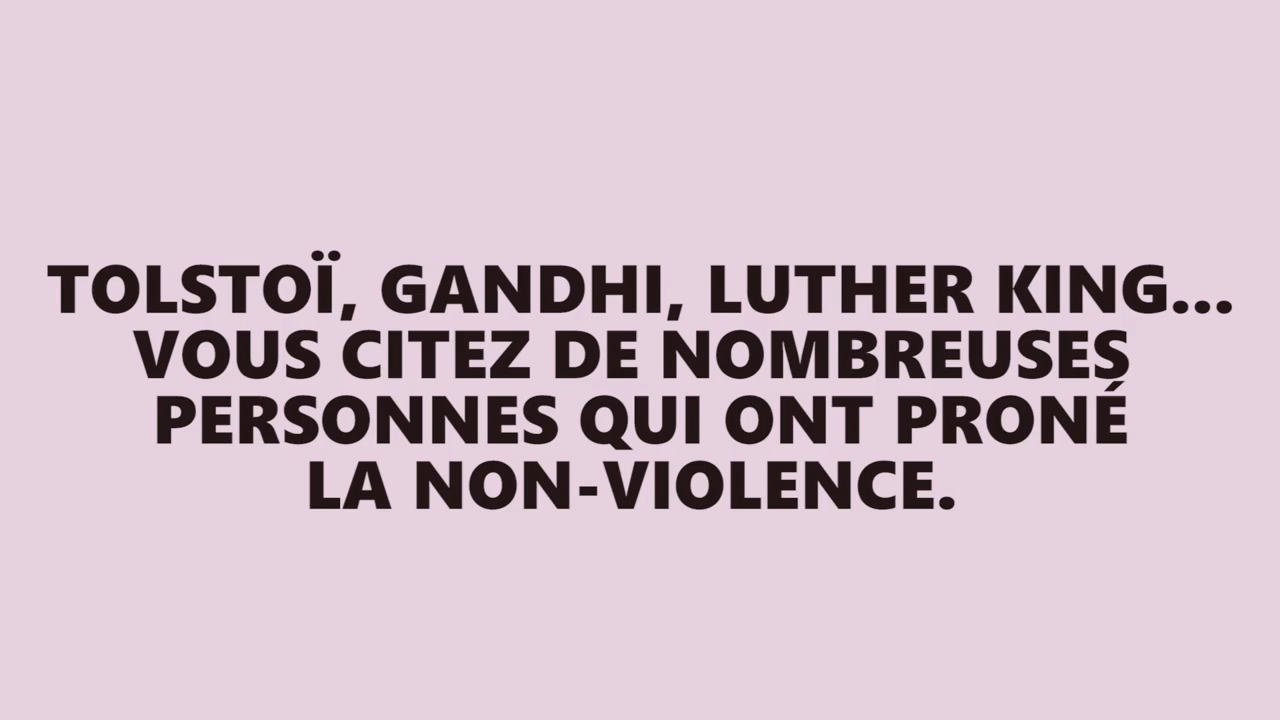 TOLSTOÏ, GANDHI, LUTHER KING...
VOUS CITEZ DE NOMBREUSES
PERSONNES QUI ONT PRONÉ
LA NON-VIOLENCE.